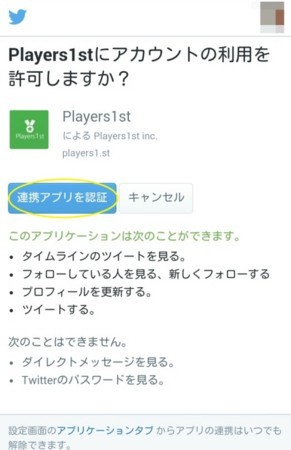 Players1stにアカウントの利用を
許可しますか？
Players1st
Players1st
による Players1st inc.
players1.st
連携アプリを認証
キャンセル
このアプリケーションは次のことができます。
• タイムラインのツイートを見る。
• フォローしている人を見る、新しくフォローする
• プロフィールを更新する。
• ツイートする。
次のことはできません。
• ダイレクトメッセージを見る。
• Twitterのパスワードを見る。
設定画面のアプリケーションタブ からアプリの連携はいつでも
解除できます。